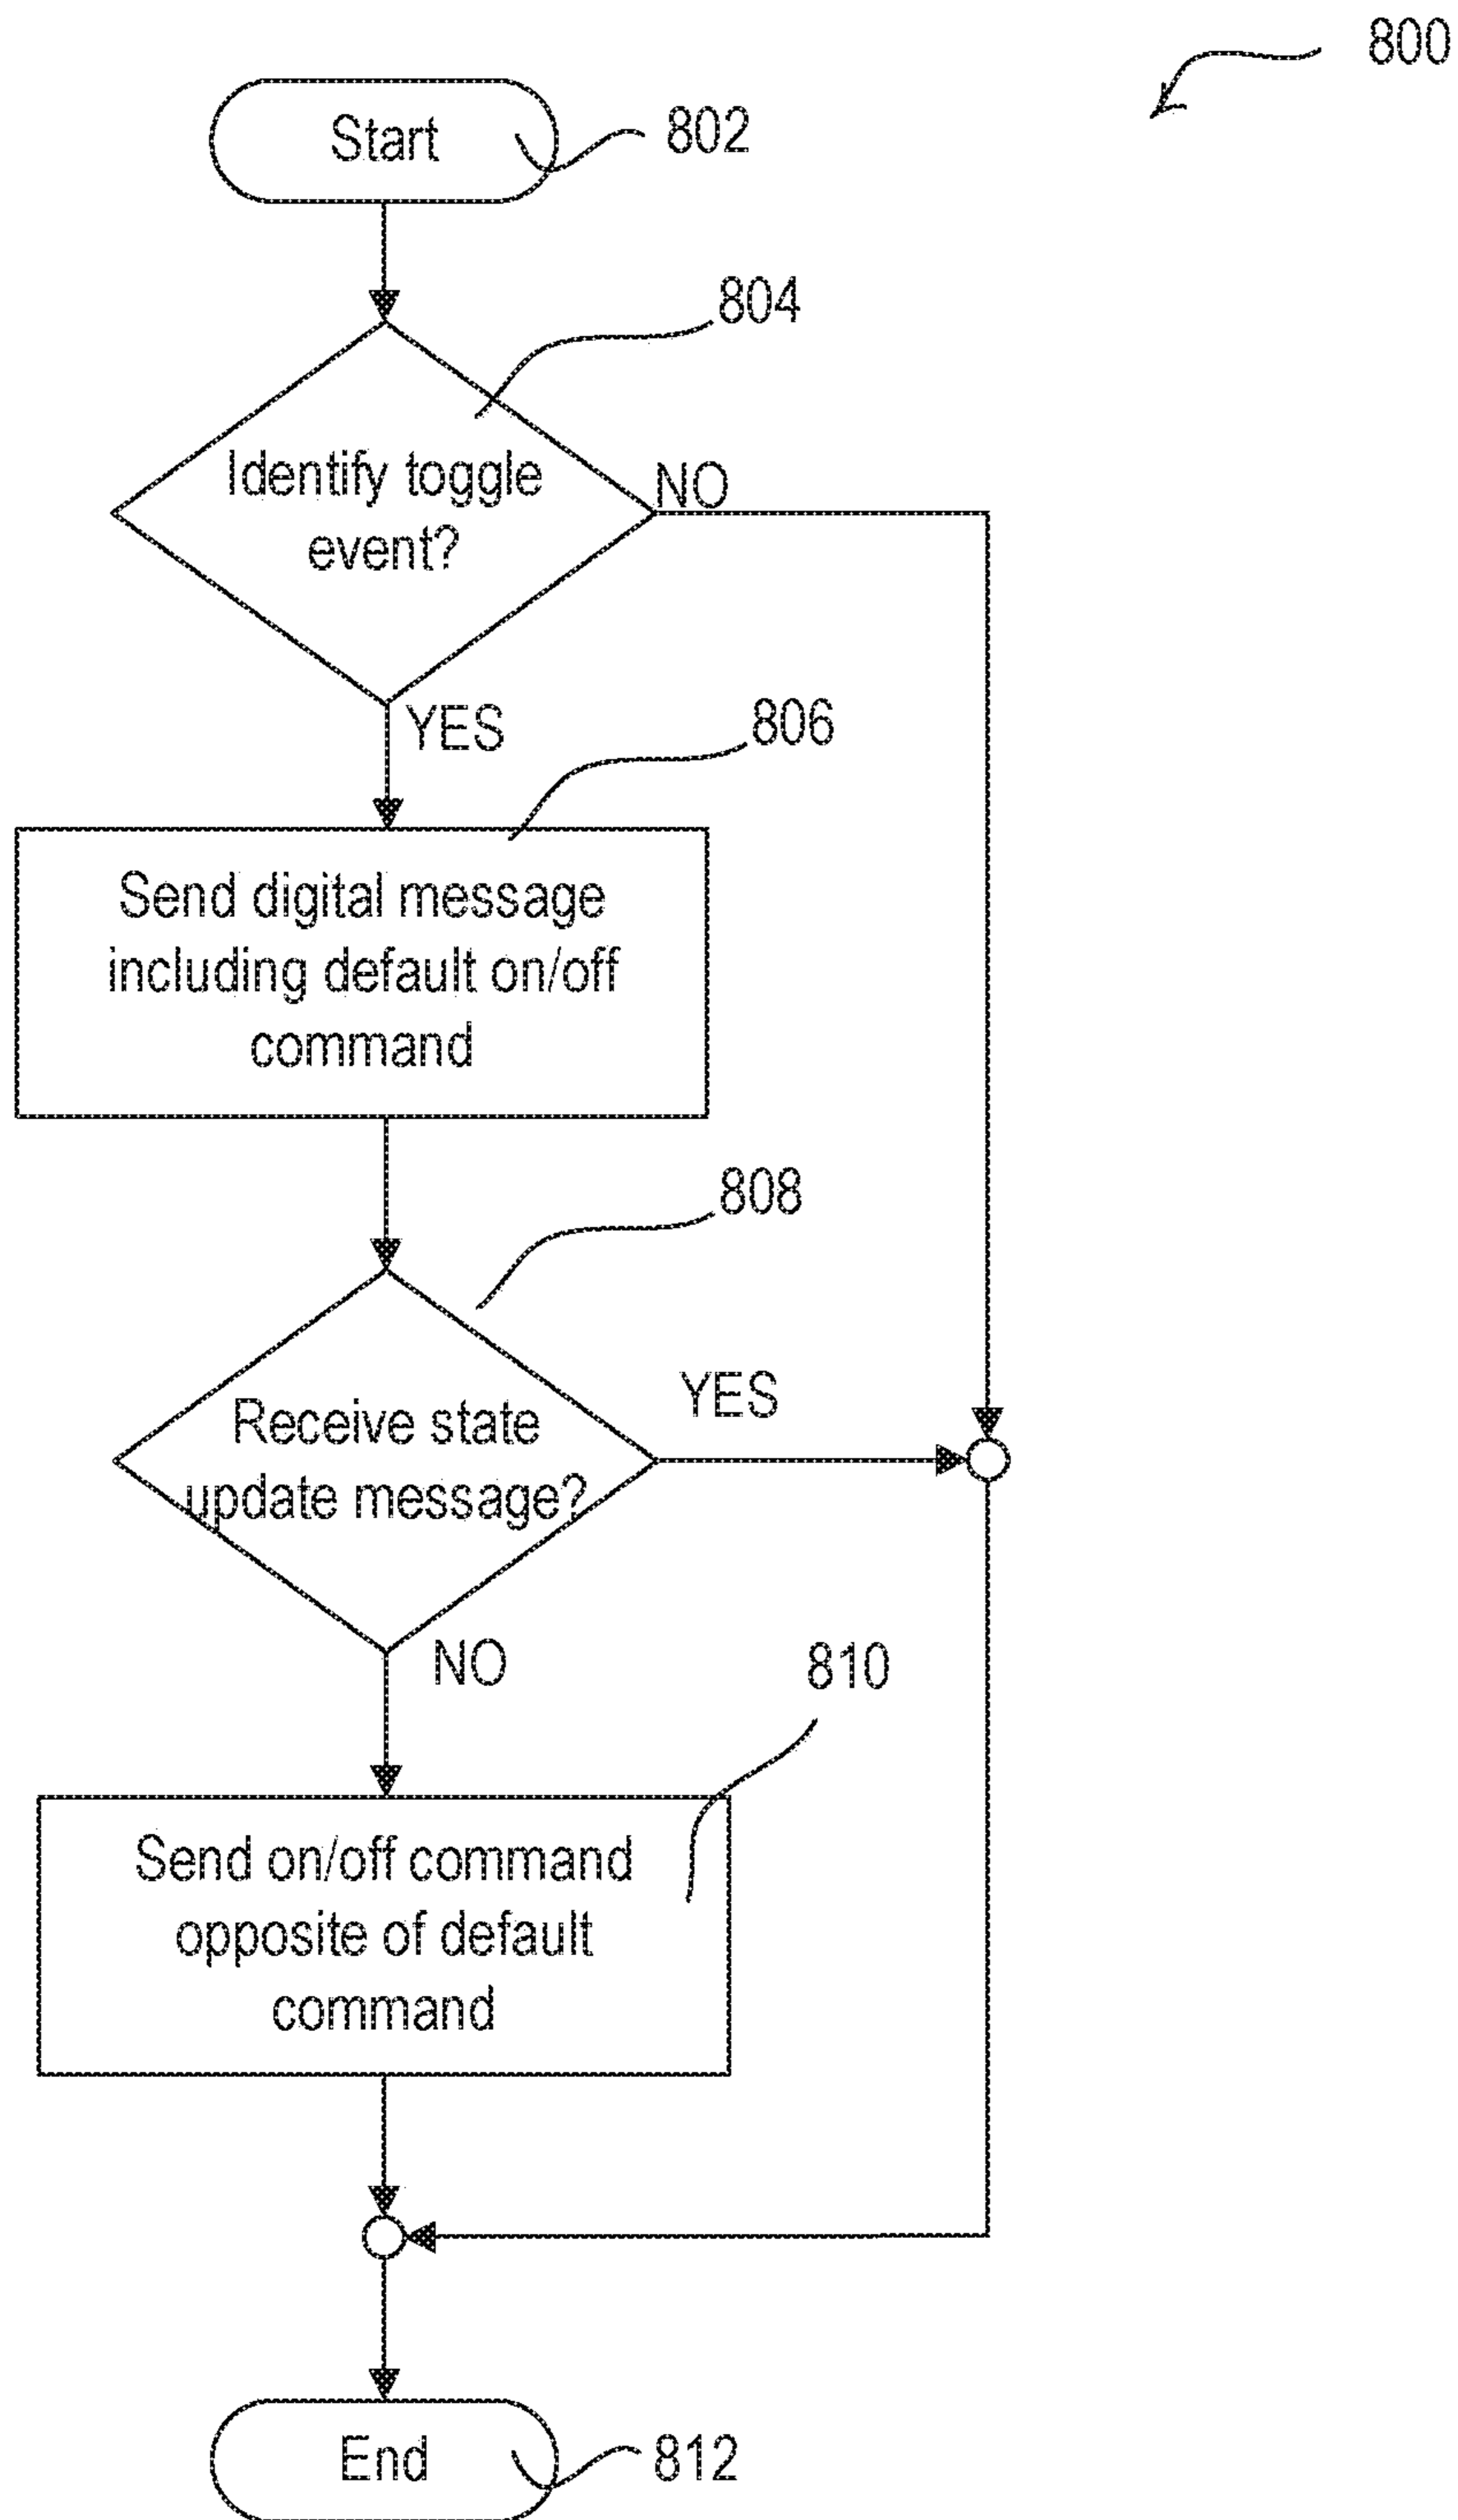 800
Start
802
804
Identify toggle
event?
NO
YES
806
Send digital message
including default on/off
command
808
Receive state
update message?
YES
NO
810
Send on/off command
opposite of default
command
End
812